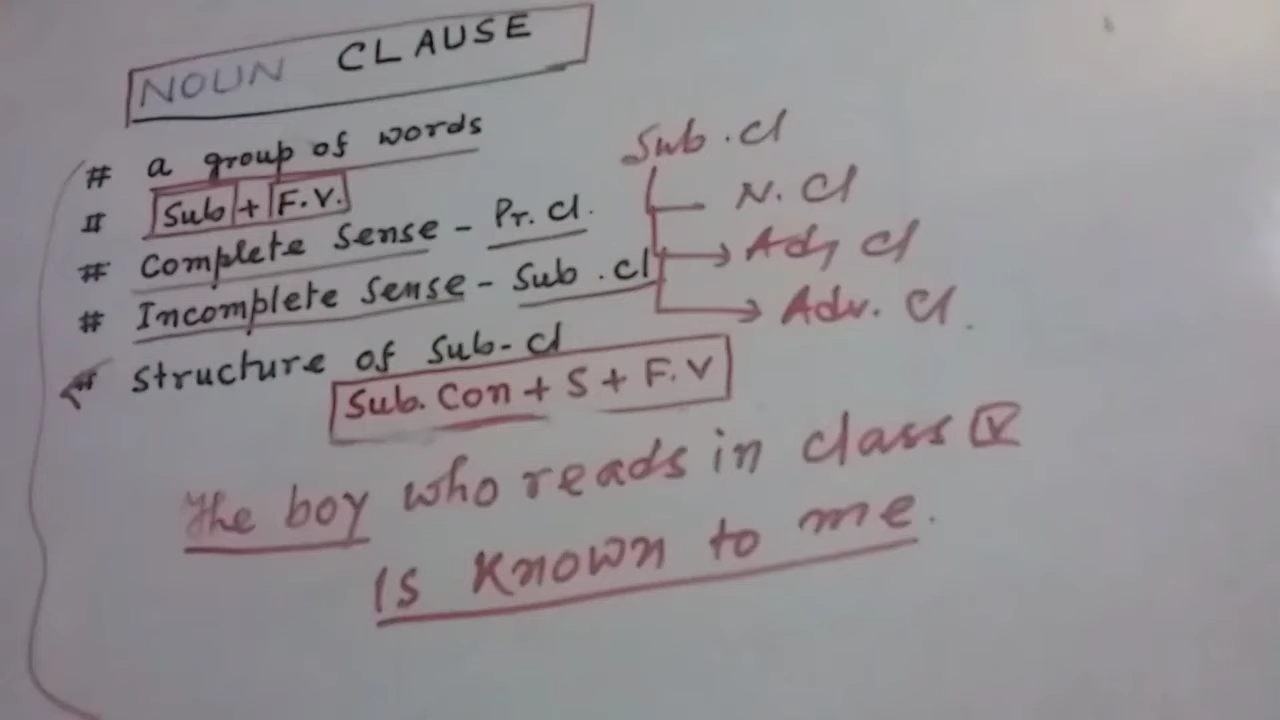 NOUN CLAUSE
# a group of words
# Sub + F.V.
# Complete Sense - Pr. Cl.
# Incomplete Sense - Sub. cl
# Structure of Sub- cl
Sub. Con + S + F.V
Sub. cl
N. Cl
Adj Cl
Adv. Cl.
The boy who reads in class V
is known to me.